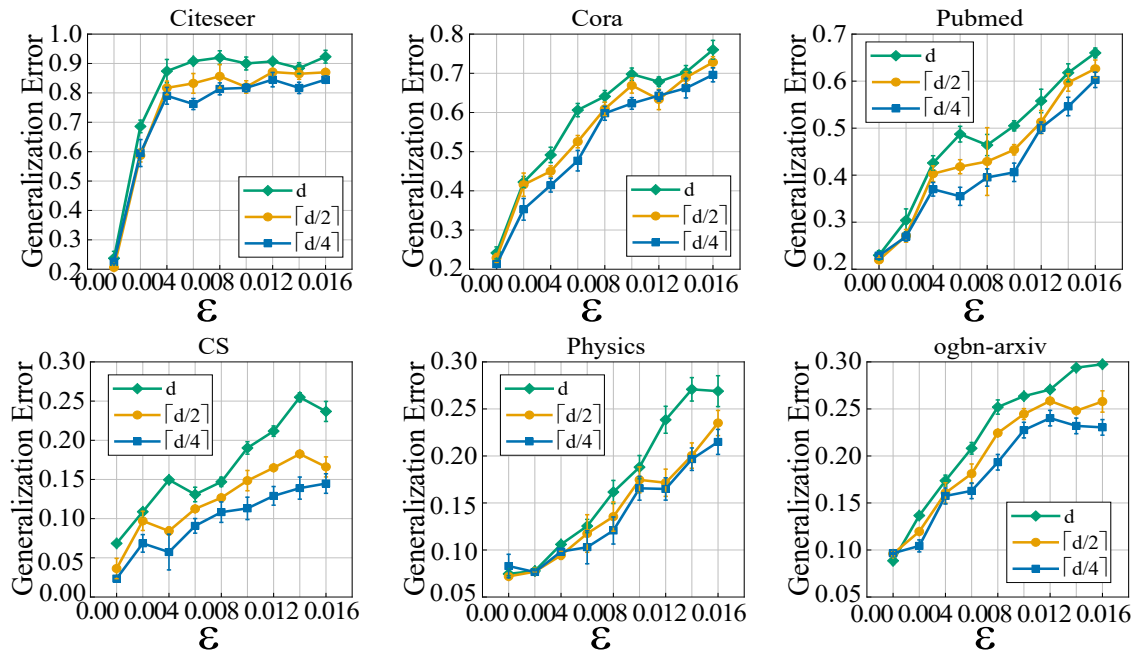 Citeseer
Generalization Error
1.0
0.9
0.8
0.7
0.6
0.5
0.4
0.3
0.2
d
⌈d/2⌉
⌈d/4⌉
0.00 0.004 0.008 0.012 0.016
ε
Cora
Generalization Error
0.8
0.7
0.6
0.5
0.4
0.3
0.2
d
⌈d/2⌉
⌈d/4⌉
0.00 0.004 0.008 0.012 0.016
ε
Pubmed
Generalization Error
0.7
0.6
0.5
0.4
0.3
0.2
d
⌈d/2⌉
⌈d/4⌉
0.00 0.004 0.008 0.012 0.016
ε
CS
Generalization Error
0.30
0.25
0.20
0.15
0.10
0.05
0.00
d
⌈d/2⌉
⌈d/4⌉
0.00 0.004 0.008 0.012 0.016
ε
Physics
Generalization Error
0.30
0.25
0.20
0.15
0.10
0.05
d
⌈d/2⌉
⌈d/4⌉
0.00 0.004 0.008 0.012 0.016
ε
ogbn-arxiv
Generalization Error
0.30
0.25
0.20
0.15
0.10
0.05
d
⌈d/2⌉
⌈d/4⌉
0.00 0.004 0.008 0.012 0.016
ε